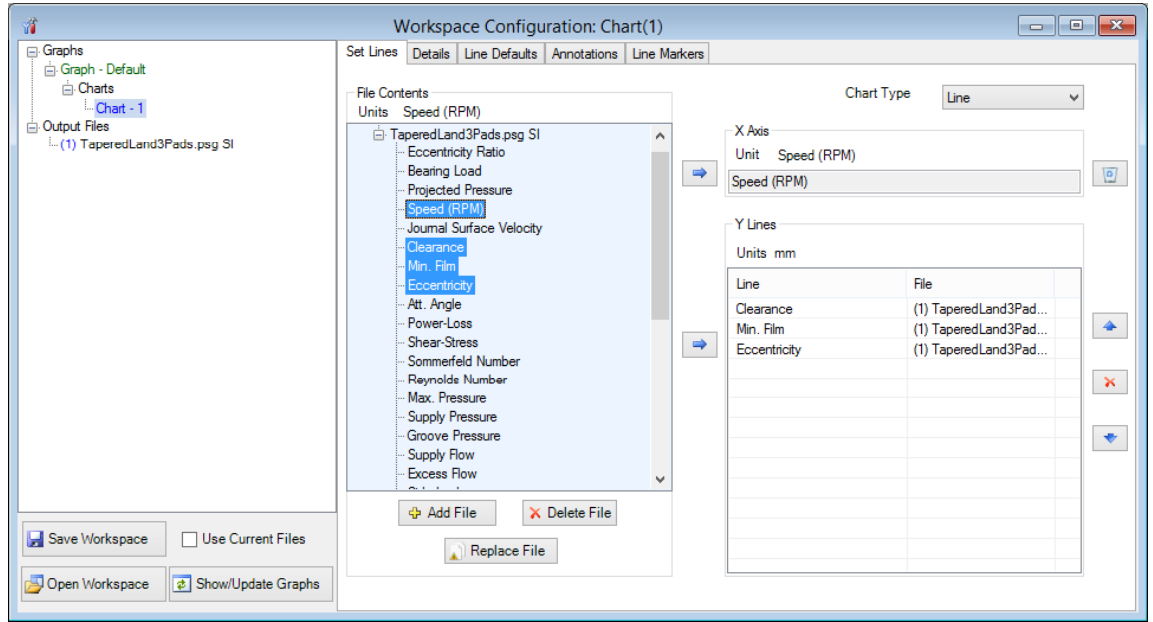 Workspace Configuration: Chart(1)
Graphs
Graph - Default
Charts
Chart - 1
Output Files
(1) TaperedLand3Pads.psg SI
Save Workspace
Use Current Files
Open Workspace
Show/Update Graphs
Set Lines Details Line Defaults Annotations Line Markers
File Contents
Units Speed (RPM)
TaperedLand3Pads.psg SI
Eccentricity Ratio
Bearing Load
Projected Pressure
Speed (RPM)
Journal Surface Velocity
Clearance
Min. Film
Eccentricity
Att. Angle
Power-Loss
Shear-Stress
Sommerfeld Number
Reynolds Number
Max. Pressure
Supply Pressure
Groove Pressure
Supply Flow
Excess Flow
Add File Delete File
Replace File
Chart Type Line
X Axis
Unit Speed (RPM)
Speed (RPM)
Y Lines
Units mm
Line File
Clearance (1) TaperedLand3Pad...
Min. Film (1) TaperedLand3Pad...
Eccentricity (1) TaperedLand3Pad...